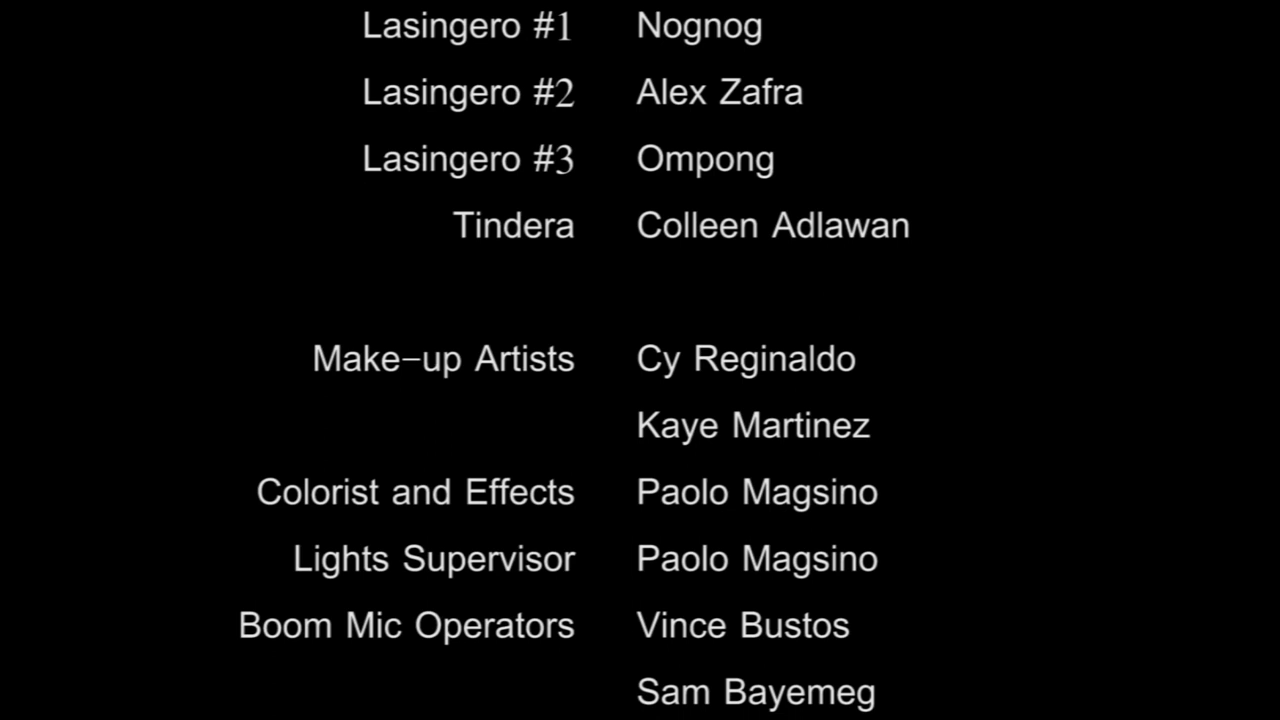 Lasingero #1 Nognog
Lasingero #2 Alex Zafra
Lasingero #3 Ompong
Tindera Colleen Adlawan
Make-up Artists Cy Reginaldo
Kaye Martinez
Colorist and Effects Paolo Magsino
Lights Supervisor Paolo Magsino
Boom Mic Operators Vince Bustos
Sam Bayemeg